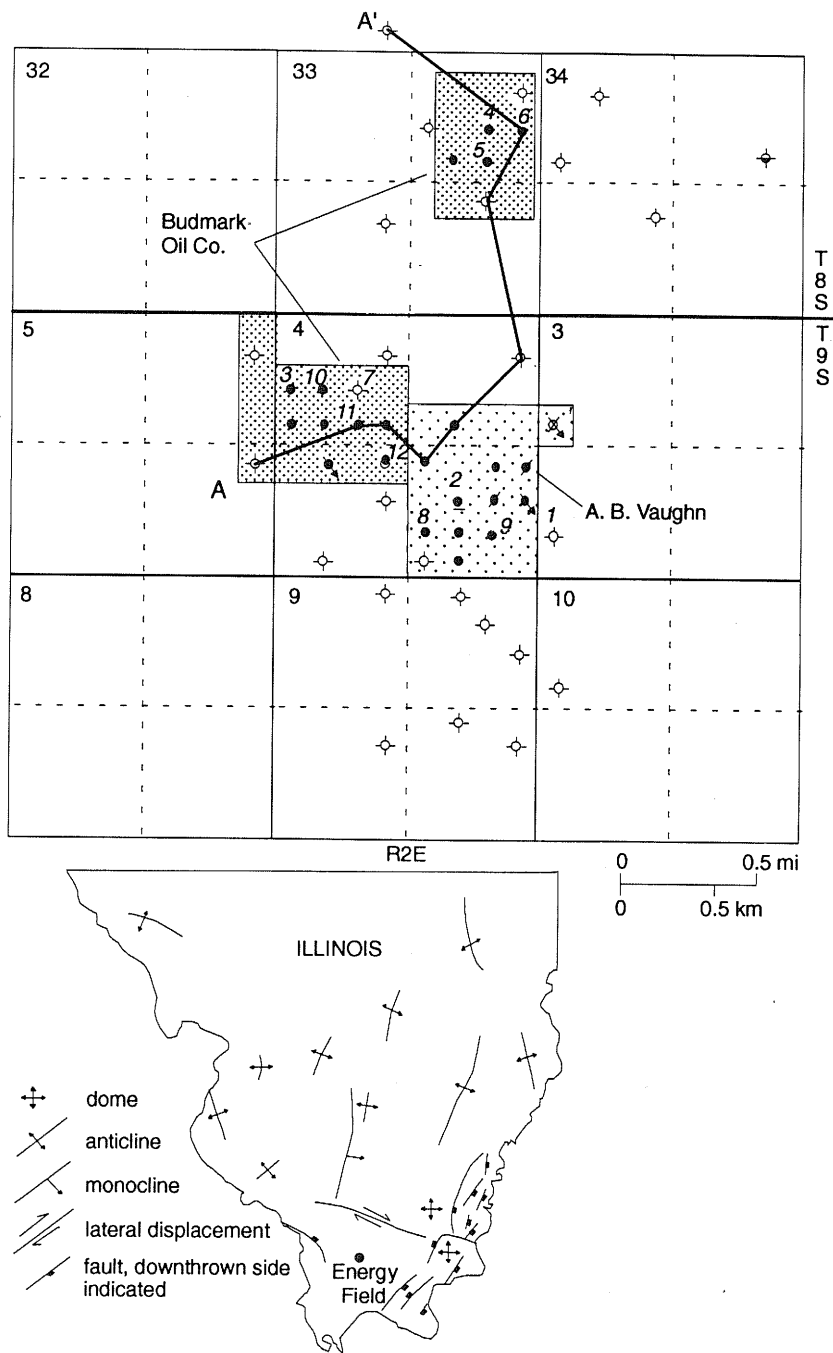 A'
32
33
34
4
6
5
Budmark
Oil Co.
T
8
S
5
4
3
T
9
S
3
10
7
11
12
A
2
A. B. Vaughn
8
9
1
8
9
10
R2E
0
0.5 mi
0
0.5 km
ILLINOIS
dome
anticline
monocline
lateral displacement
fault, downthrown side
indicated
Energy
Field